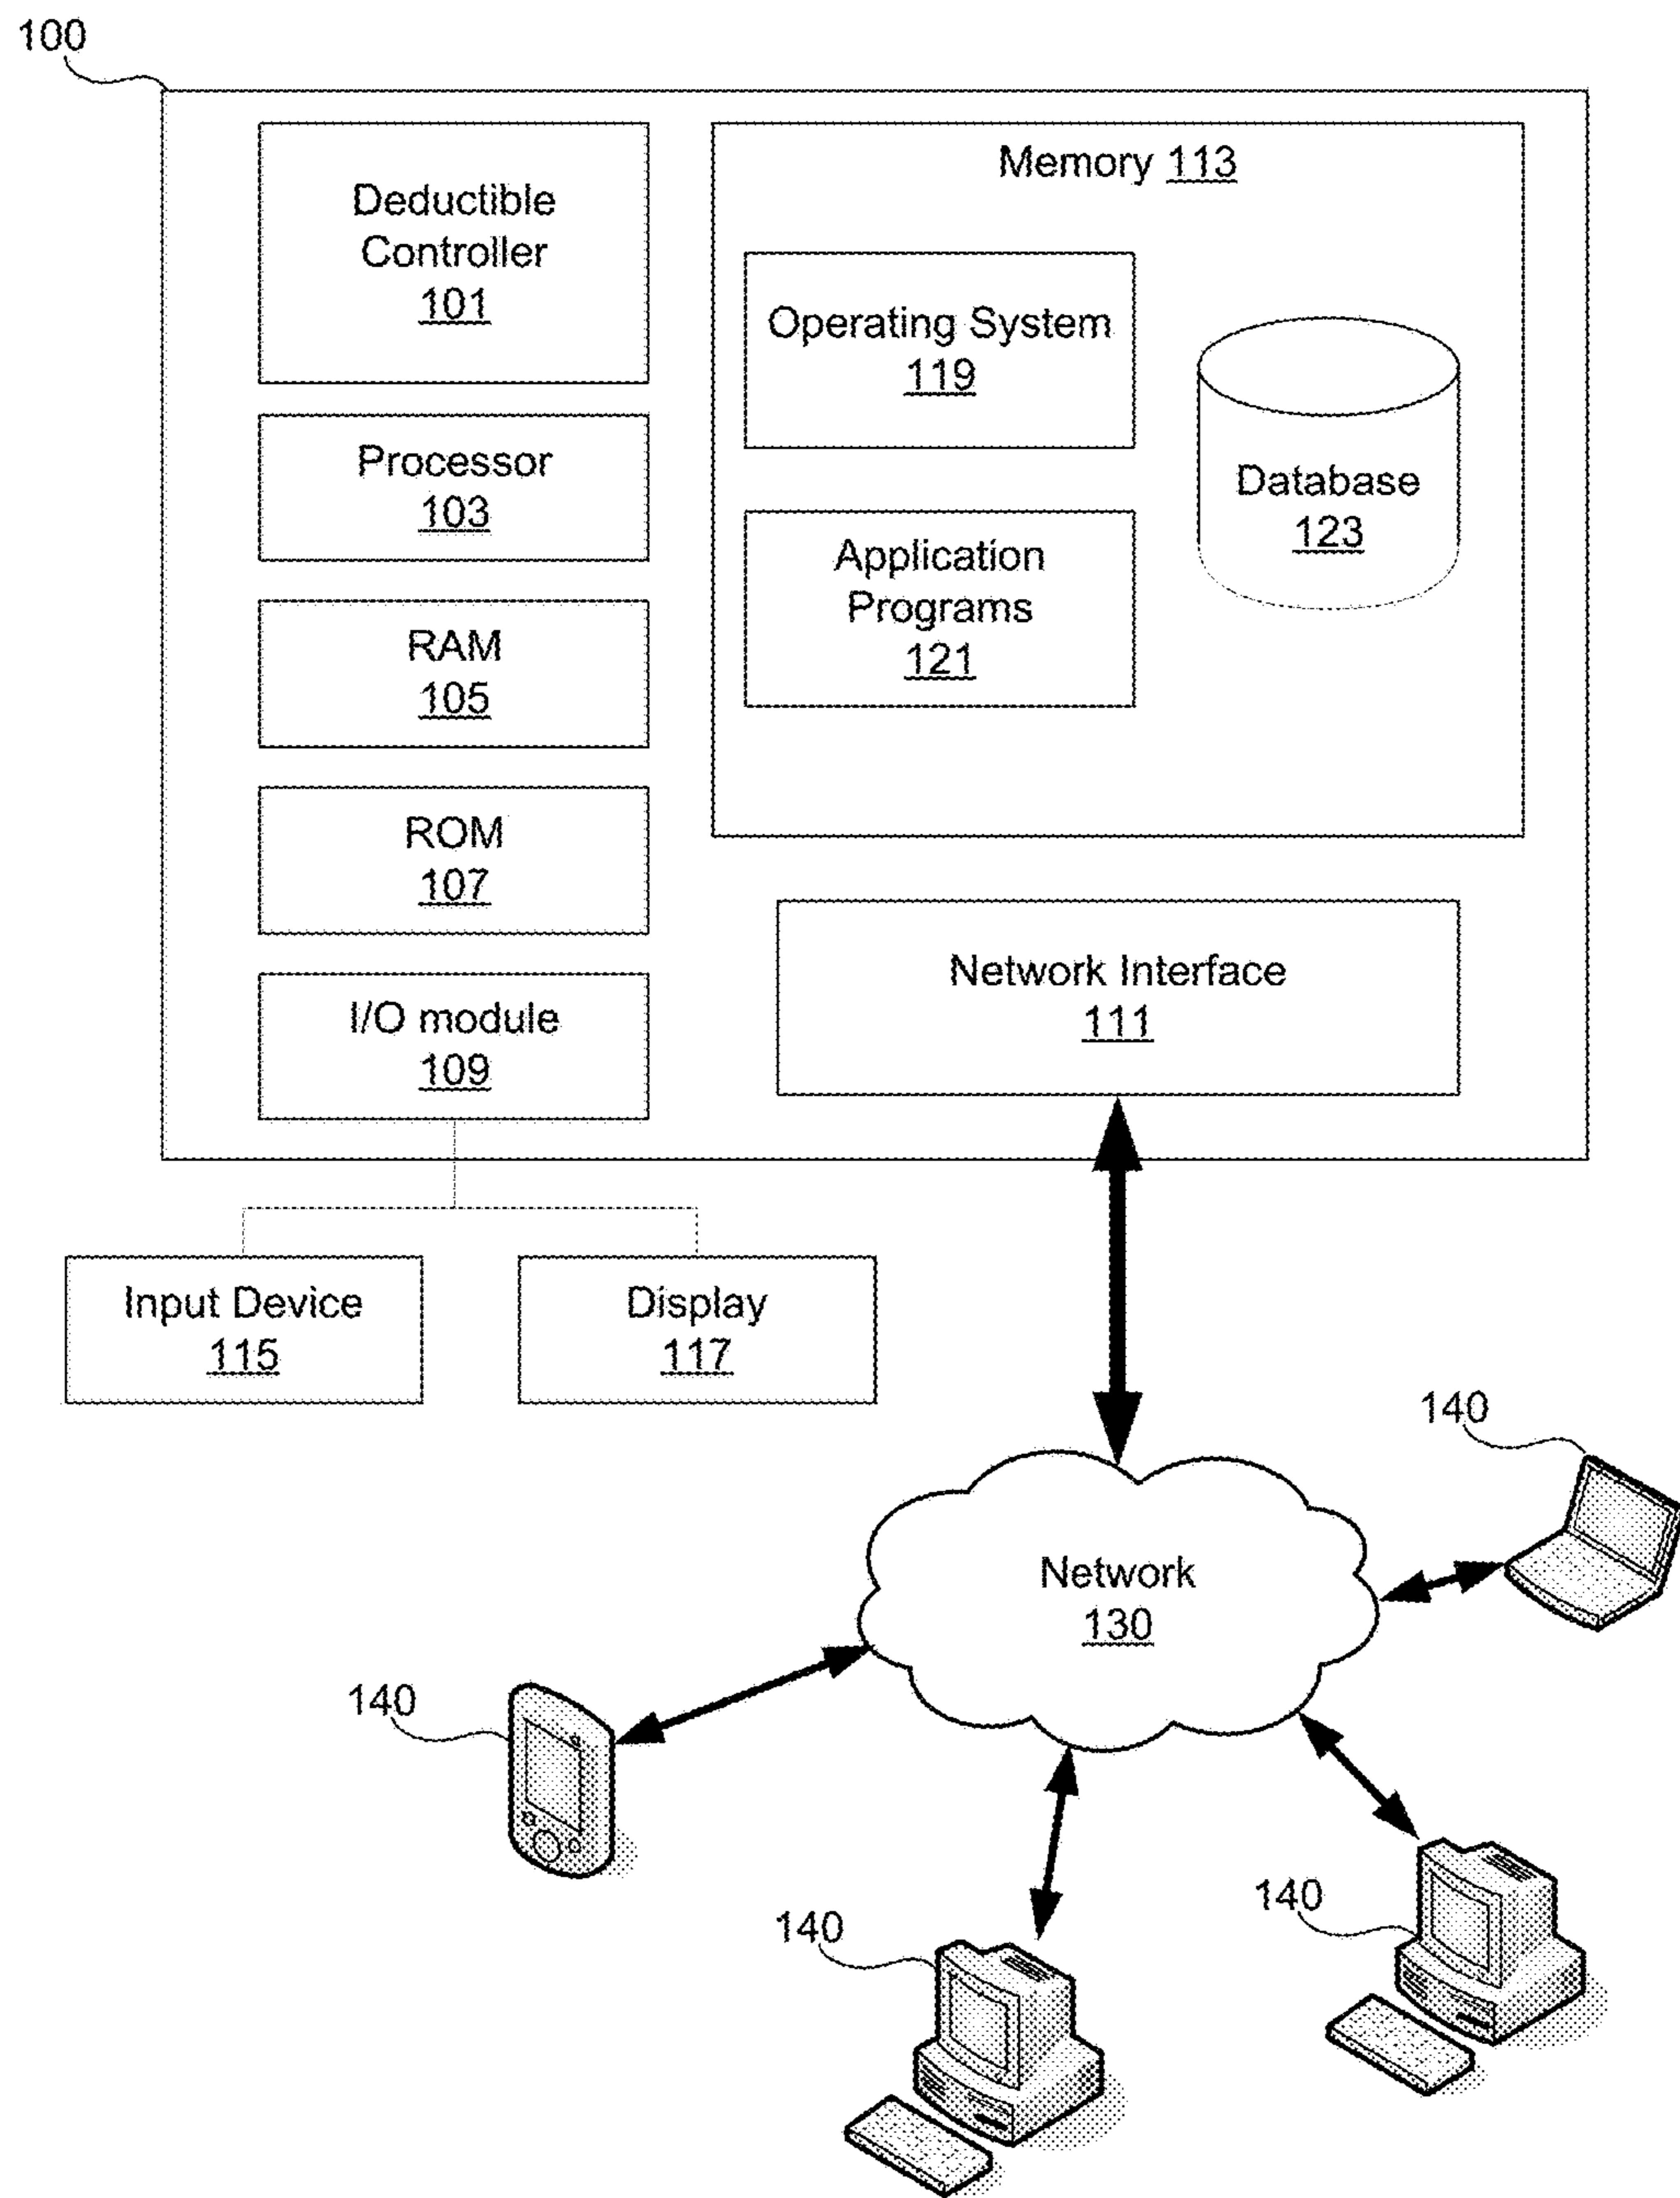 100
Deductible
Controller
101
Processor
103
RAM
105
ROM
107
I/O module
109
Memory 113
Operating System
119
Application
Programs
121
Database
123
Network Interface
111
Input Device
115
Display
117
Network
130
140
140
140
140